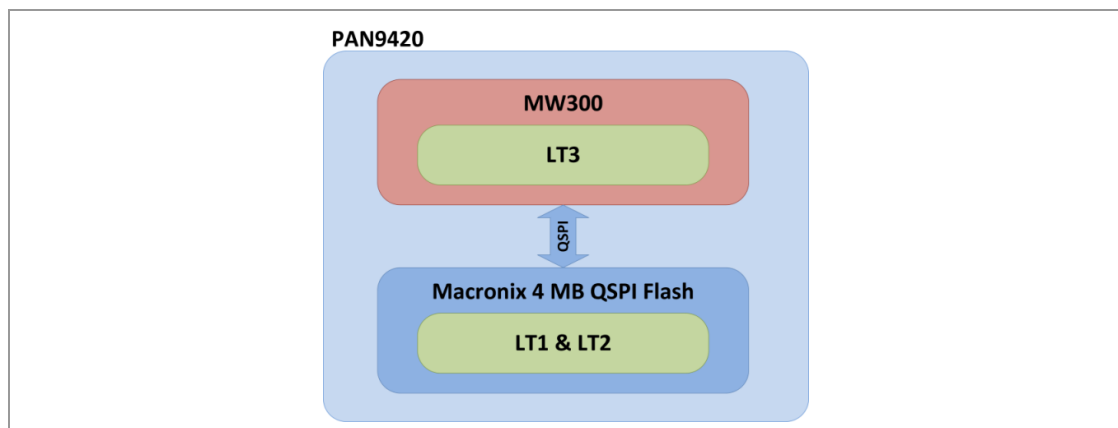 PAN9420
MW300
LT3
QSPI
Macronix 4 MB QSPI Flash
LT1 & LT2